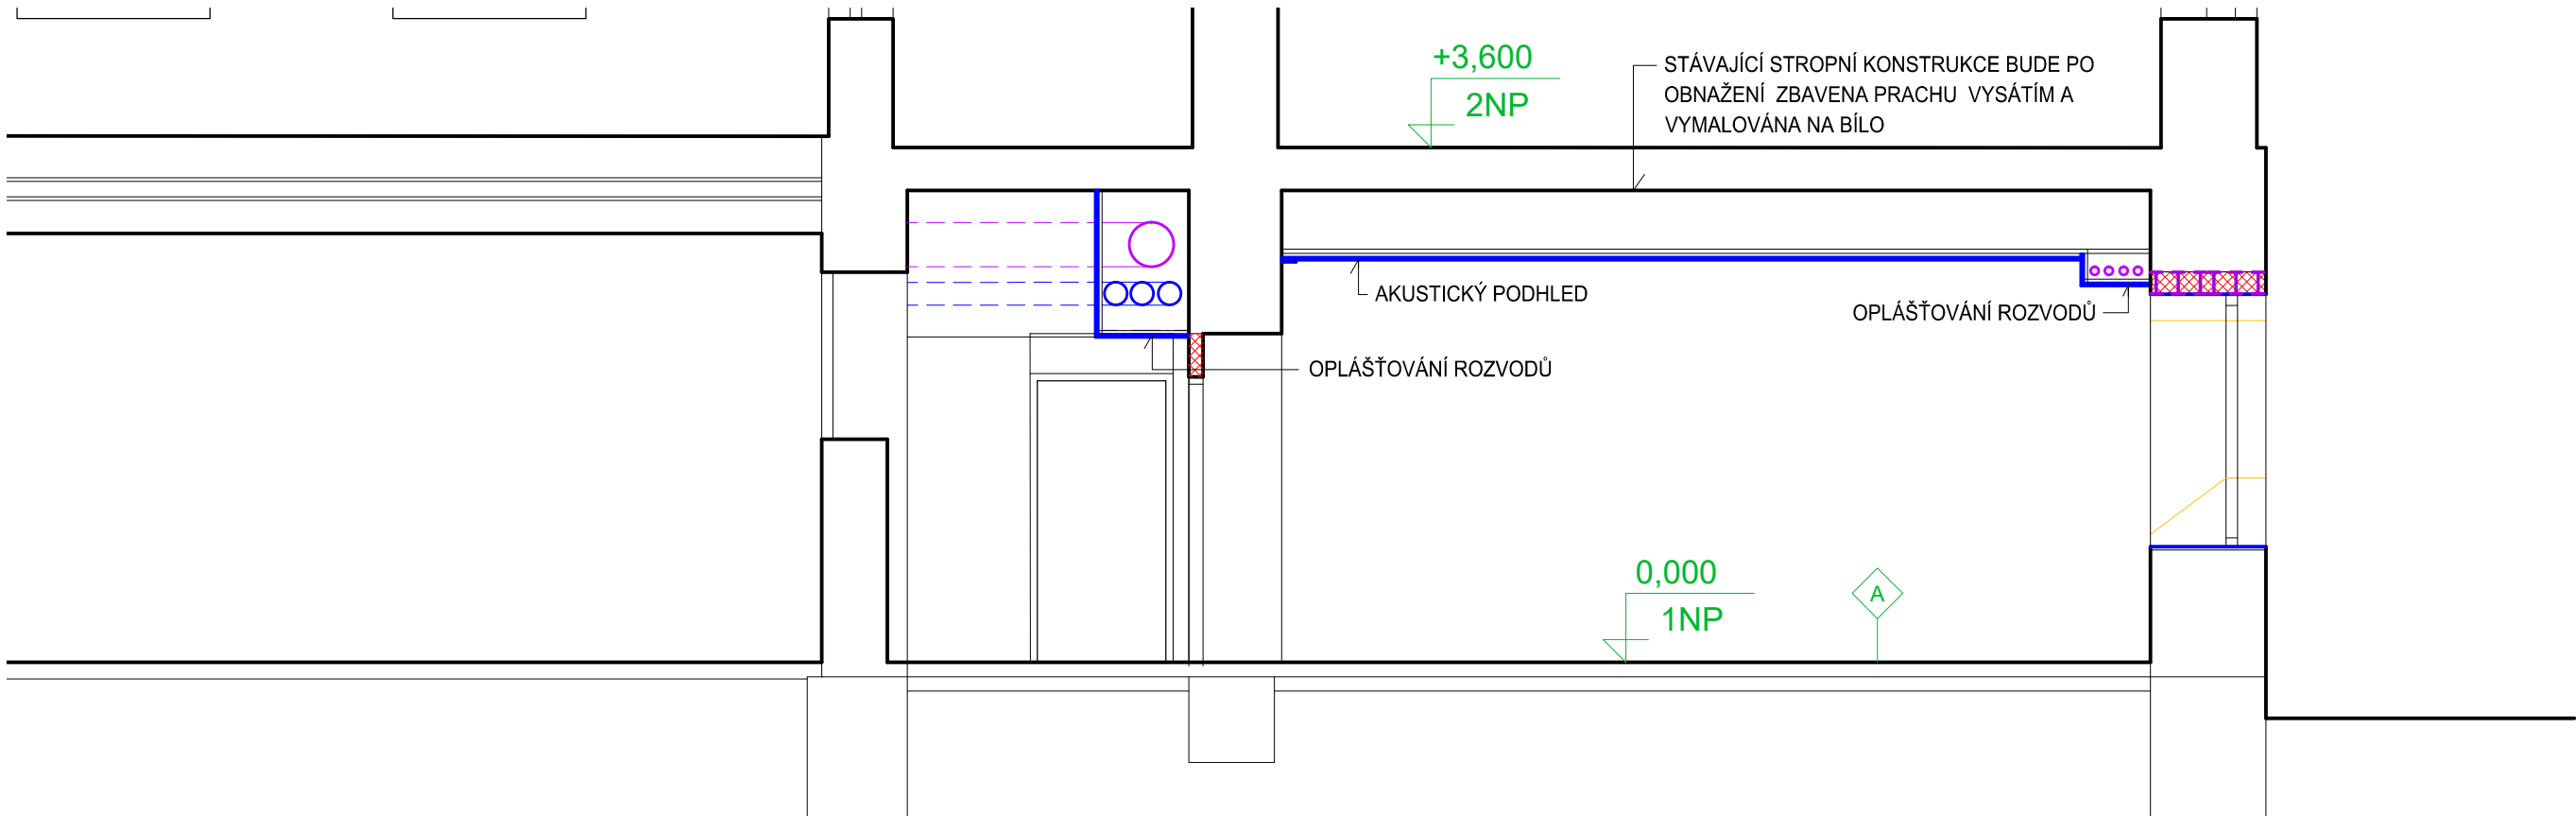 +3,600
2NP
STÁVAJÍCÍ STROPNÍ KONSTRUKCE BUDE PO
OBNAŽENÍ ZBAVENA PRACHU VYSÁTÍM A
VYMALOVÁNA NA BÍLO
AKUSTICKÝ PODHLED
OPLÁŠŤOVÁNÍ ROZVODŮ
OPLÁŠŤOVÁNÍ ROZVODŮ
0,000
1NP
A